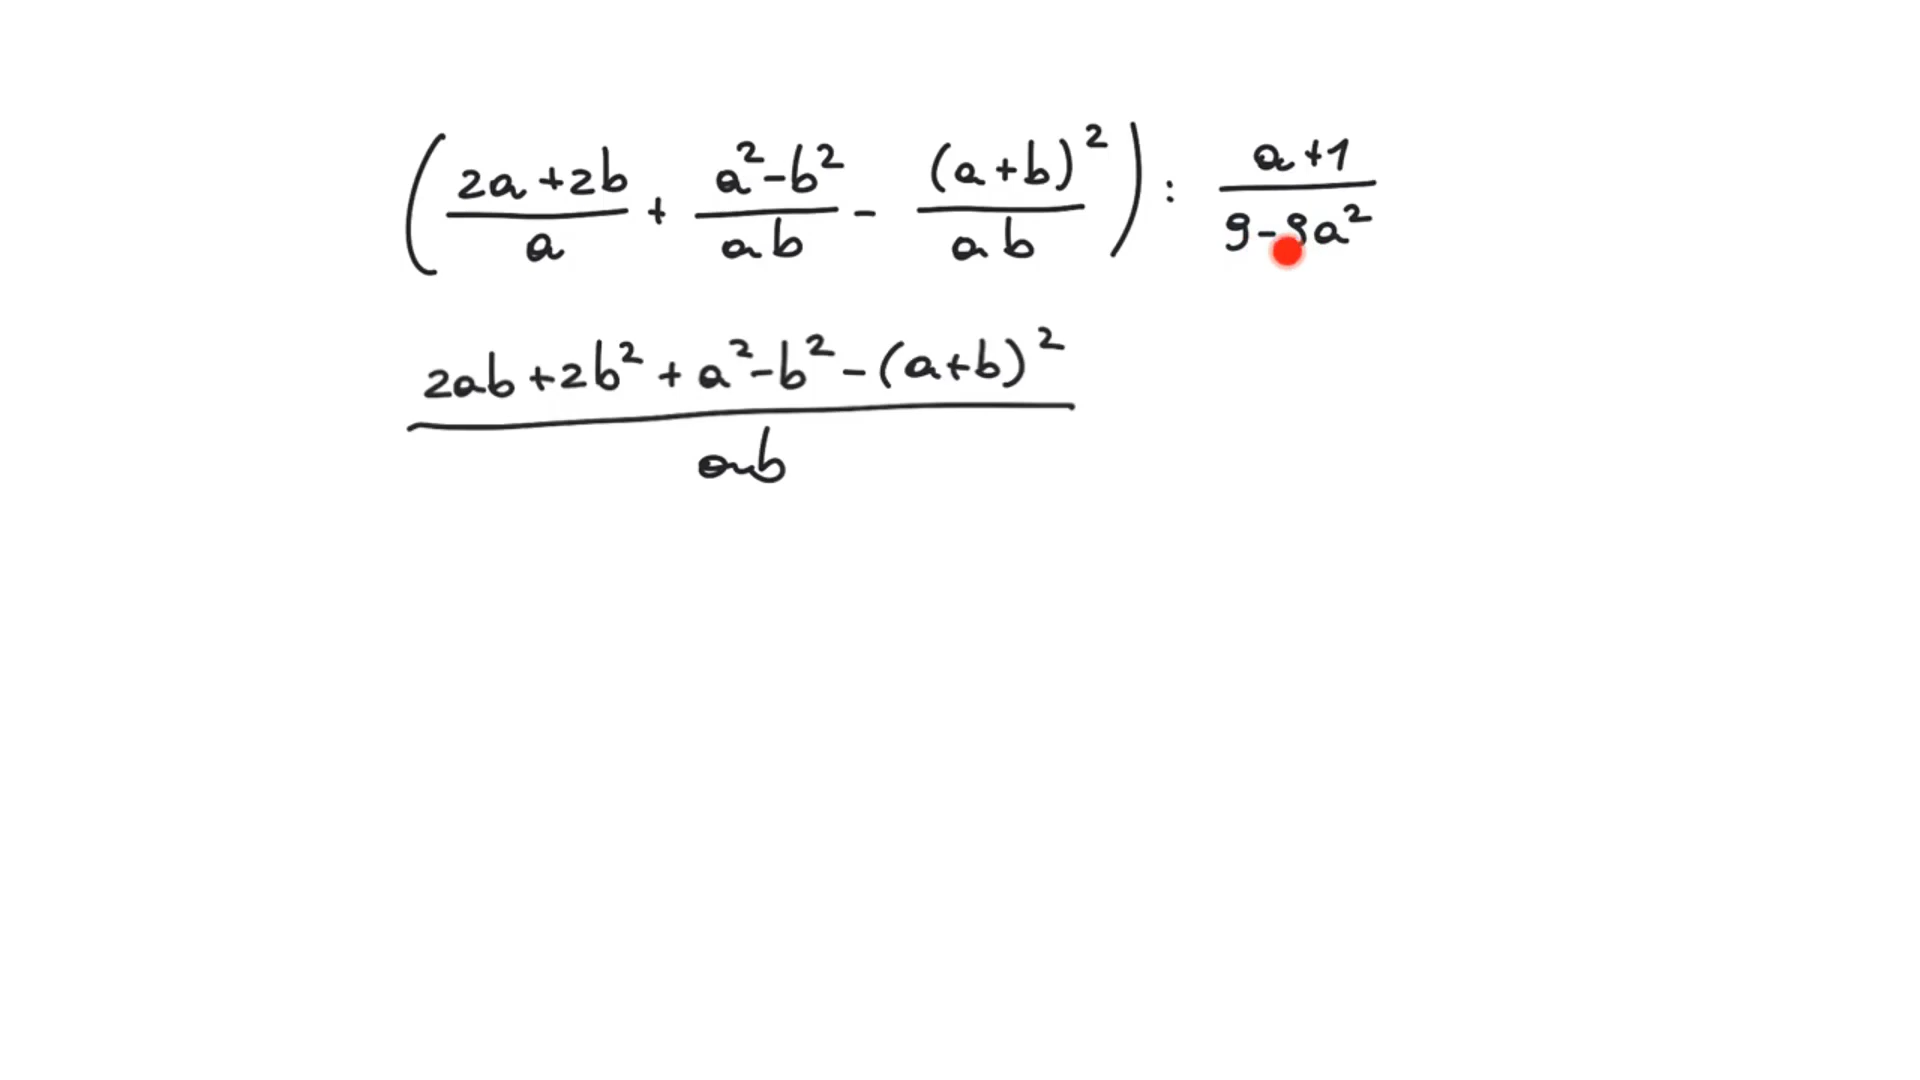 ( (2a+2b)/a + (a²-b²)/(ab) - (a+b)²/(ab) ) : (a+1)/(9-9a²)
(2ab+2b²+a²-b²-(a+b)²)/(ab)